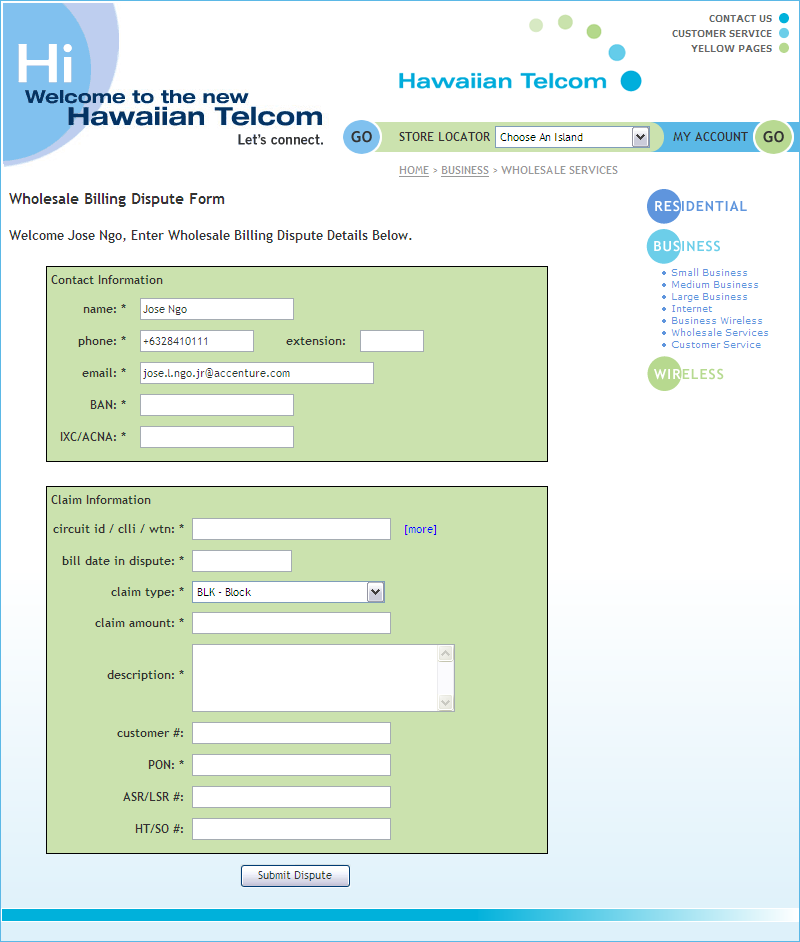 Hi
Welcome to the new
Hawaiian Telcom
Let's connect.
CONTACT US
CUSTOMER SERVICE
YELLOW PAGES
Hawaiian Telcom
GO STORE LOCATOR Choose An Island MY ACCOUNT GO
HOME > BUSINESS > WHOLESALE SERVICES
Wholesale Billing Dispute Form
Welcome Jose Ngo, Enter Wholesale Billing Dispute Details Below.
Contact Information
name: * Jose Ngo
phone: * +6328410111 extension:
email: * jose.l.ngo.jr@accenture.com
BAN: *
IXC/ACNA: *
Claim Information
circuit id / clli / wtn: * [more]
bill date in dispute: *
claim type: * BLK - Block
claim amount: *
description: *
customer #:
PON: *
ASR/LSR #:
HT/SO #:
Submit Dispute
RESIDENTIAL
BUSINESS
Small Business
Medium Business
Large Business
Internet
Business Wireless
Wholesale Services
Customer Service
WIRELESS